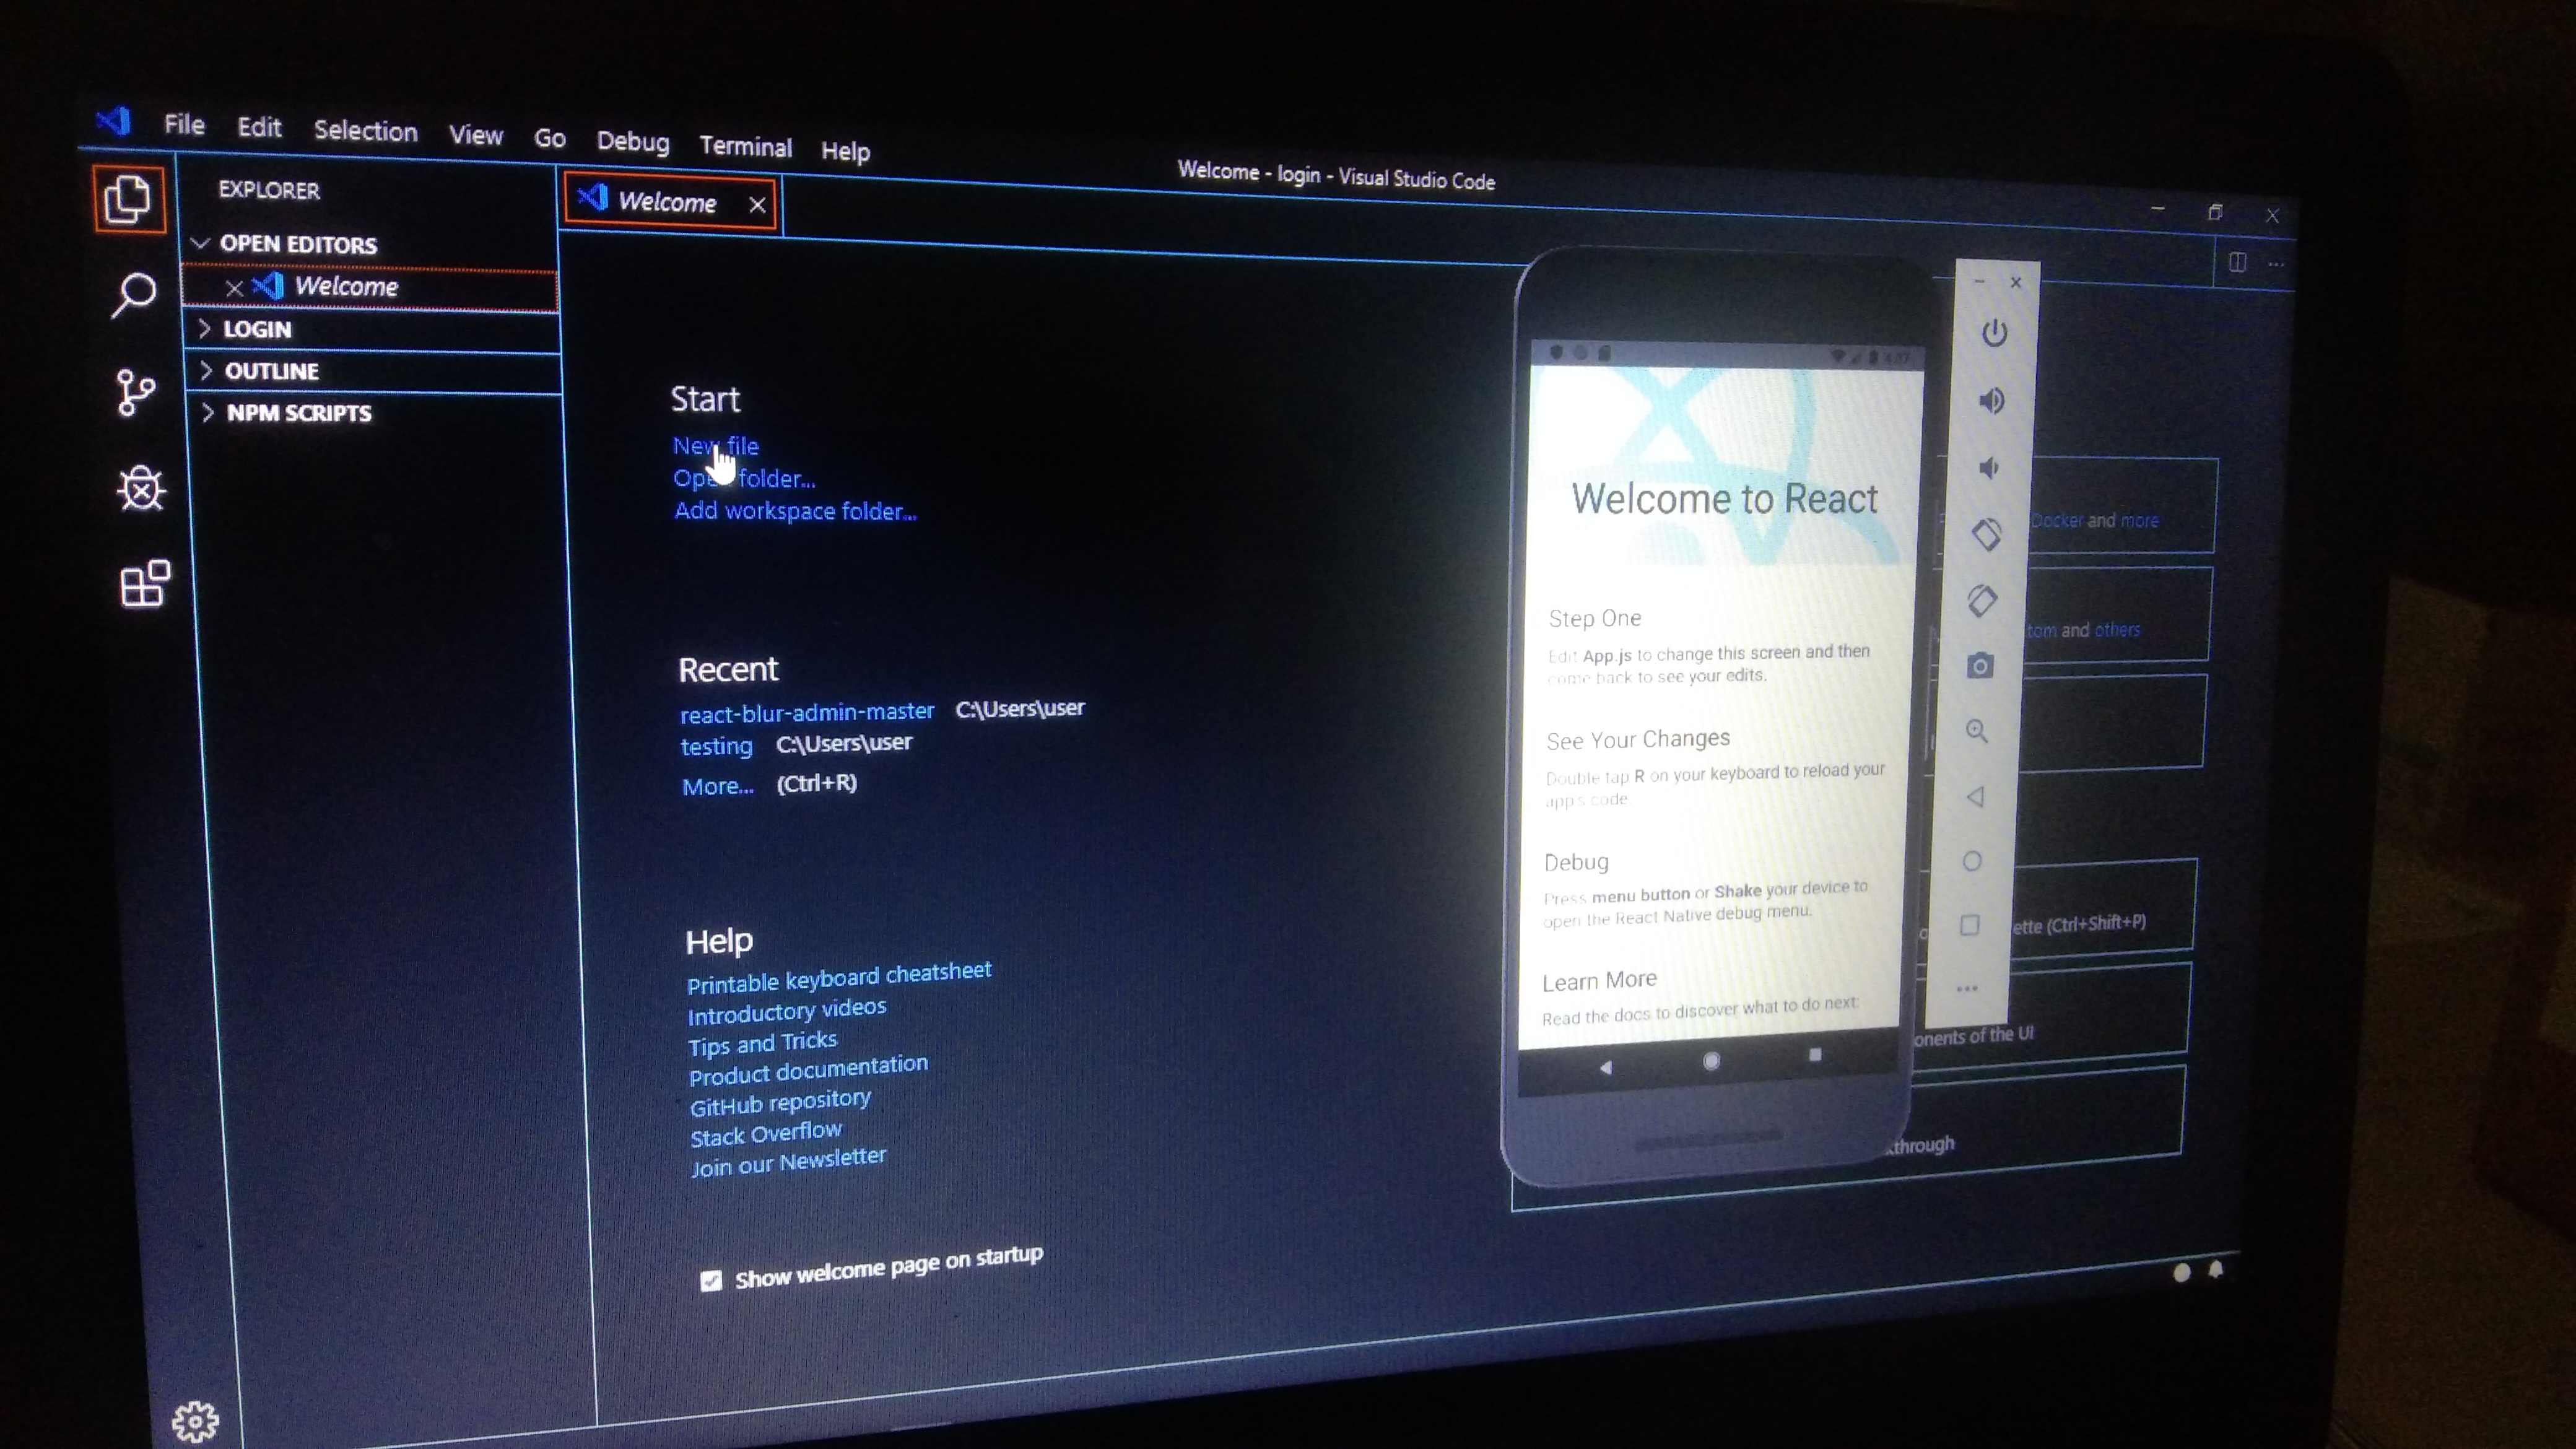 File Edit Selection View Go Debug Terminal Help
Welcome - login - Visual Studio Code
EXPLORER
OPEN EDITORS
Welcome
LOGIN
OUTLINE
NPM SCRIPTS
Welcome
Start
New file
Open folder...
Add workspace folder...
Recent
react-blur-admin-master C:\Users\user
testing C:\Users\user
More... (Ctrl+R)
Help
Printable keyboard cheatsheet
Introductory videos
Tips and Tricks
Product documentation
GitHub repository
Stack Overflow
Join our Newsletter
Show welcome page on startup
Welcome to React
Step One
Edit App.js to change this screen and then
come back to see your edits.
See Your Changes
Double tap R on your keyboard to reload your
app's code
Debug
Press menu button or Shake your device to
open the React Native debug menu.
Learn More
Read the docs to discover what to do next:
Docker and more
tom and others
ette (Ctrl+Shift+P)
onents of the UI
through